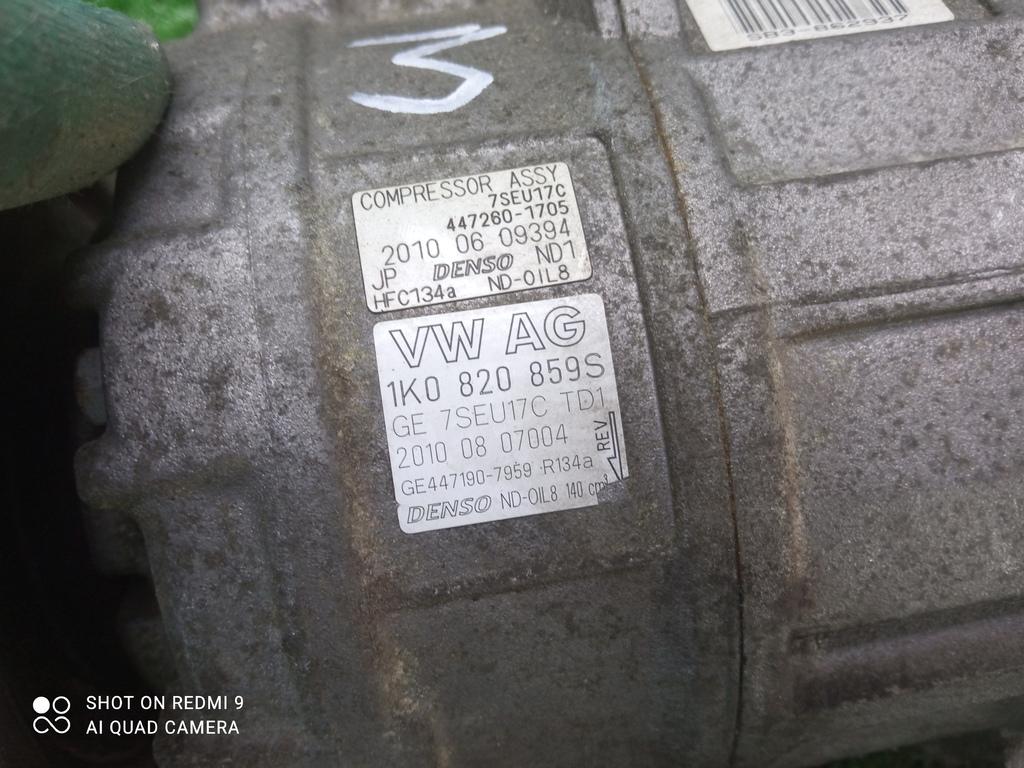 3
COMPRESSOR ASSY
7SEU17C
447260-1705
2010 06 09394
JP DENSO ND1
HFC134a ND-OIL8
VW AG
1K0 820 859S
GE 7SEU17C TD1
2010 08 07004
REV
GE447190-7959 R134a
DENSO ND-OIL8 140 cm³
SHOT ON REDMI 9
AI QUAD CAMERA